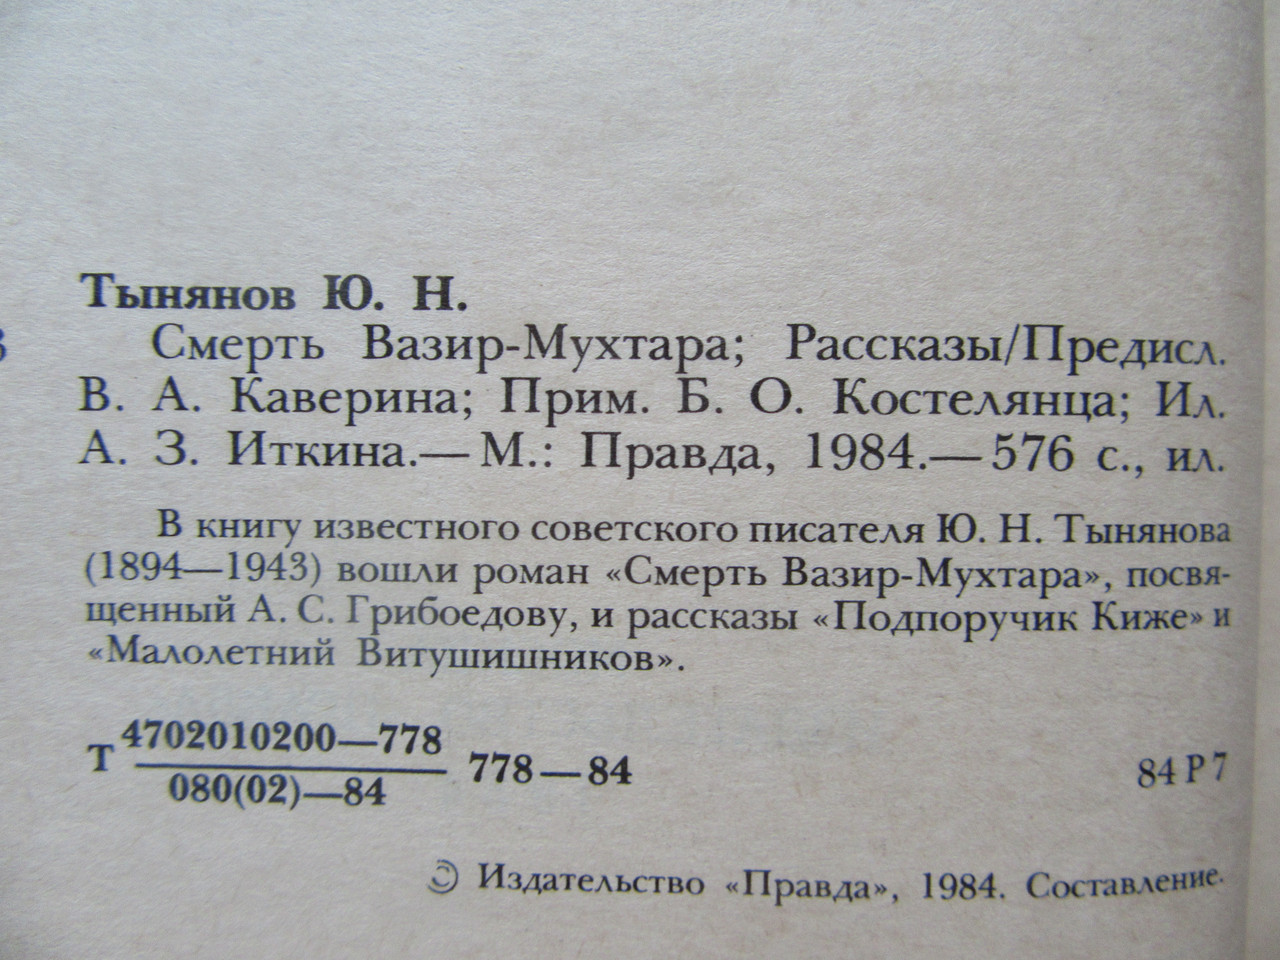 Тынянов Ю. Н.
Смерть Вазир-Мухтара; Рассказы/Предисл.
В. А. Каверина; Прим. Б. О. Костелянца; Ил.
А. З. Иткина.— М.: Правда, 1984.— 576 с., ил.
В книгу известного советского писателя Ю. Н. Тынянова
(1894—1943) вошли роман «Смерть Вазир-Мухтара», посвя-
щенный А. С. Грибоедову, и рассказы «Подпоручик Киже» и
«Малолетний Витушишников».
Т 4702010200—778
080(02)—84
778—84
84 Р 7
© Издательство «Правда», 1984. Составление.